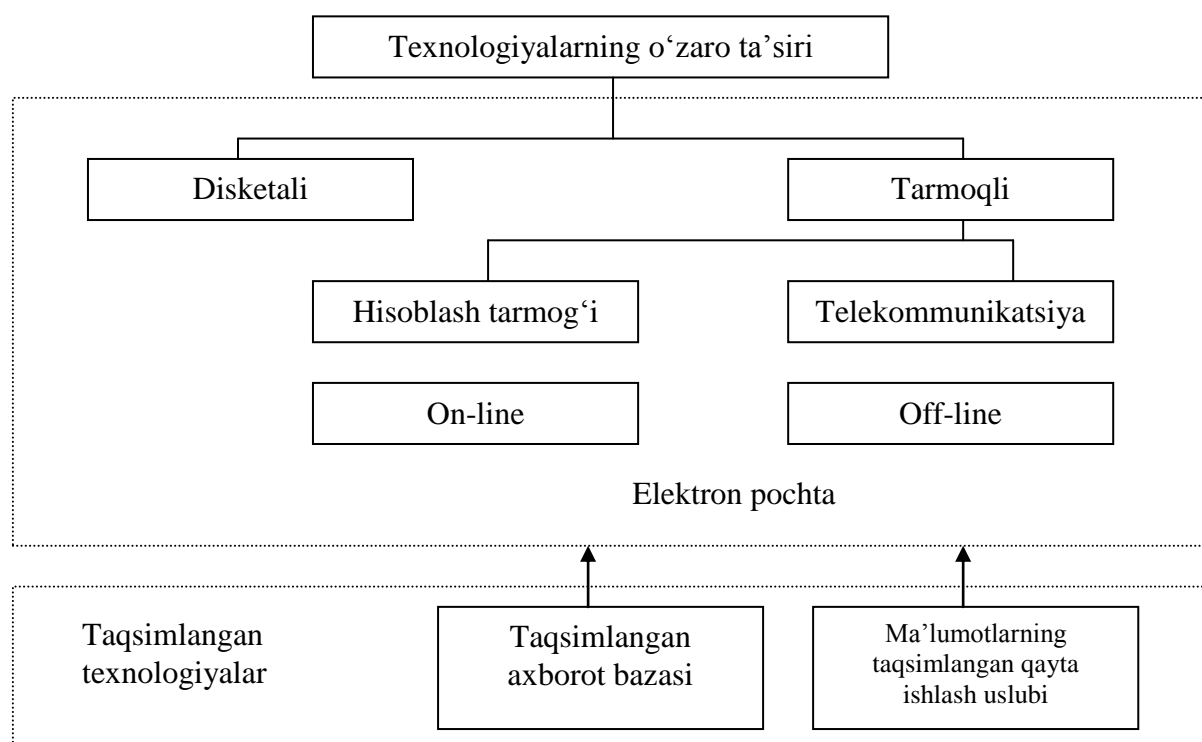 Texnologiyalarning o‘zaro ta’siri
Disketali
Tarmoqli
Hisoblash tarmog‘i
Telekommunikatsiya
On-line
Off-line
Elektron pochta
Taqsimlangan
texnologiyalar
Taqsimlangan
axborot bazasi
Ma’lumotlarning
taqsimlangan qayta
ishlash uslubi